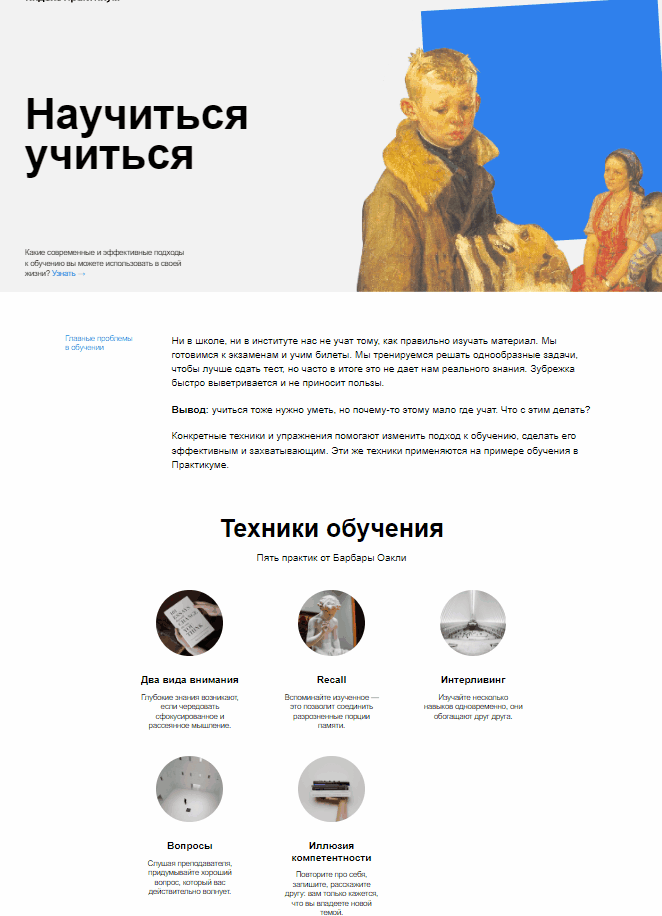 Научиться
учиться
Какие современные и эффективные подходы
к обучению вы можете использовать в своей
жизни? Узнать →
Главные проблемы
в обучении
Ни в школе, ни в институте нас не учат тому, как правильно изучать материал. Мы
готовимся к экзаменам и учим билеты. Мы тренируемся решать однообразные задачи,
чтобы лучше сдать тест, но часто в итоге это не дает нам реального знания. Зубрежка
быстро выветривается и не приносит пользы.
Вывод: учиться тоже нужно уметь, но почему-то этому мало где учат. Что с этим делать?
Конкретные техники и упражнения помогают изменить подход к обучению, сделать его
эффективным и захватывающим. Эти же техники применяются на примере обучения в
Практикуме.
Техники обучения
Пять практик от Барбары Оакли
Два вида внимания
Глубокие знания возникают,
если чередовать
сфокусированное и
рассеянное мышление.
Recall
Вспоминайте изученное —
это позволит соединить
разрозненные порции
памяти.
Интерливинг
Изучайте несколько
навыков одновременно, они
обогащают друг друга.
Вопросы
Слушая преподавателя,
придумывайте хороший
вопрос, который вас
действительно волнует.
Иллюзия
компетентности
Повторите про себя,
запишите, расскажите
другу: вам только кажется,
что вы владеете новой
темой.